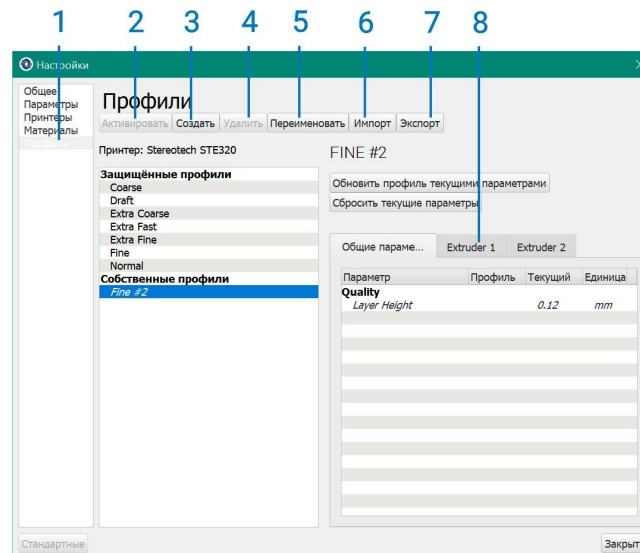 1 2 3 4 5 6 7 8
Настройки
Общее
Параметры
Принтеры
Материалы
Профили
Профили
Активировать Создать Удалить Переименовать Импорт Экспорт
Принтер: Stereotech STE320
Защищённые профили
Coarse
Draft
Extra Coarse
Extra Fast
Extra Fine
Fine
Normal
Собственные профили
Fine #2
FINE #2
Обновить профиль текущими параметрами
Сбросить текущие параметры
Общие параме... Extruder 1 Extruder 2
Параметр Профиль Текущий Единица
Quality
Layer Height 0.12 mm
Стандартные
Закрыт